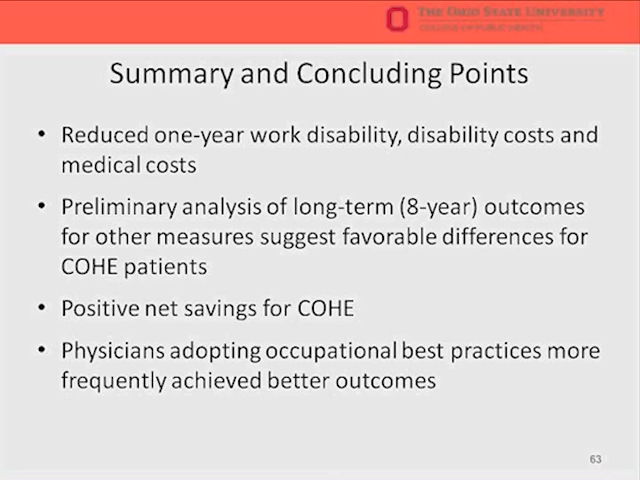 THE OHIO STATE UNIVERSITY
COLLEGE OF PUBLIC HEALTH
Summary and Concluding Points
• Reduced one-year work disability, disability costs and
medical costs
• Preliminary analysis of long-term (8-year) outcomes
for other measures suggest favorable differences for
COHE patients
• Positive net savings for COHE
• Physicians adopting occupational best practices more
frequently achieved better outcomes
63